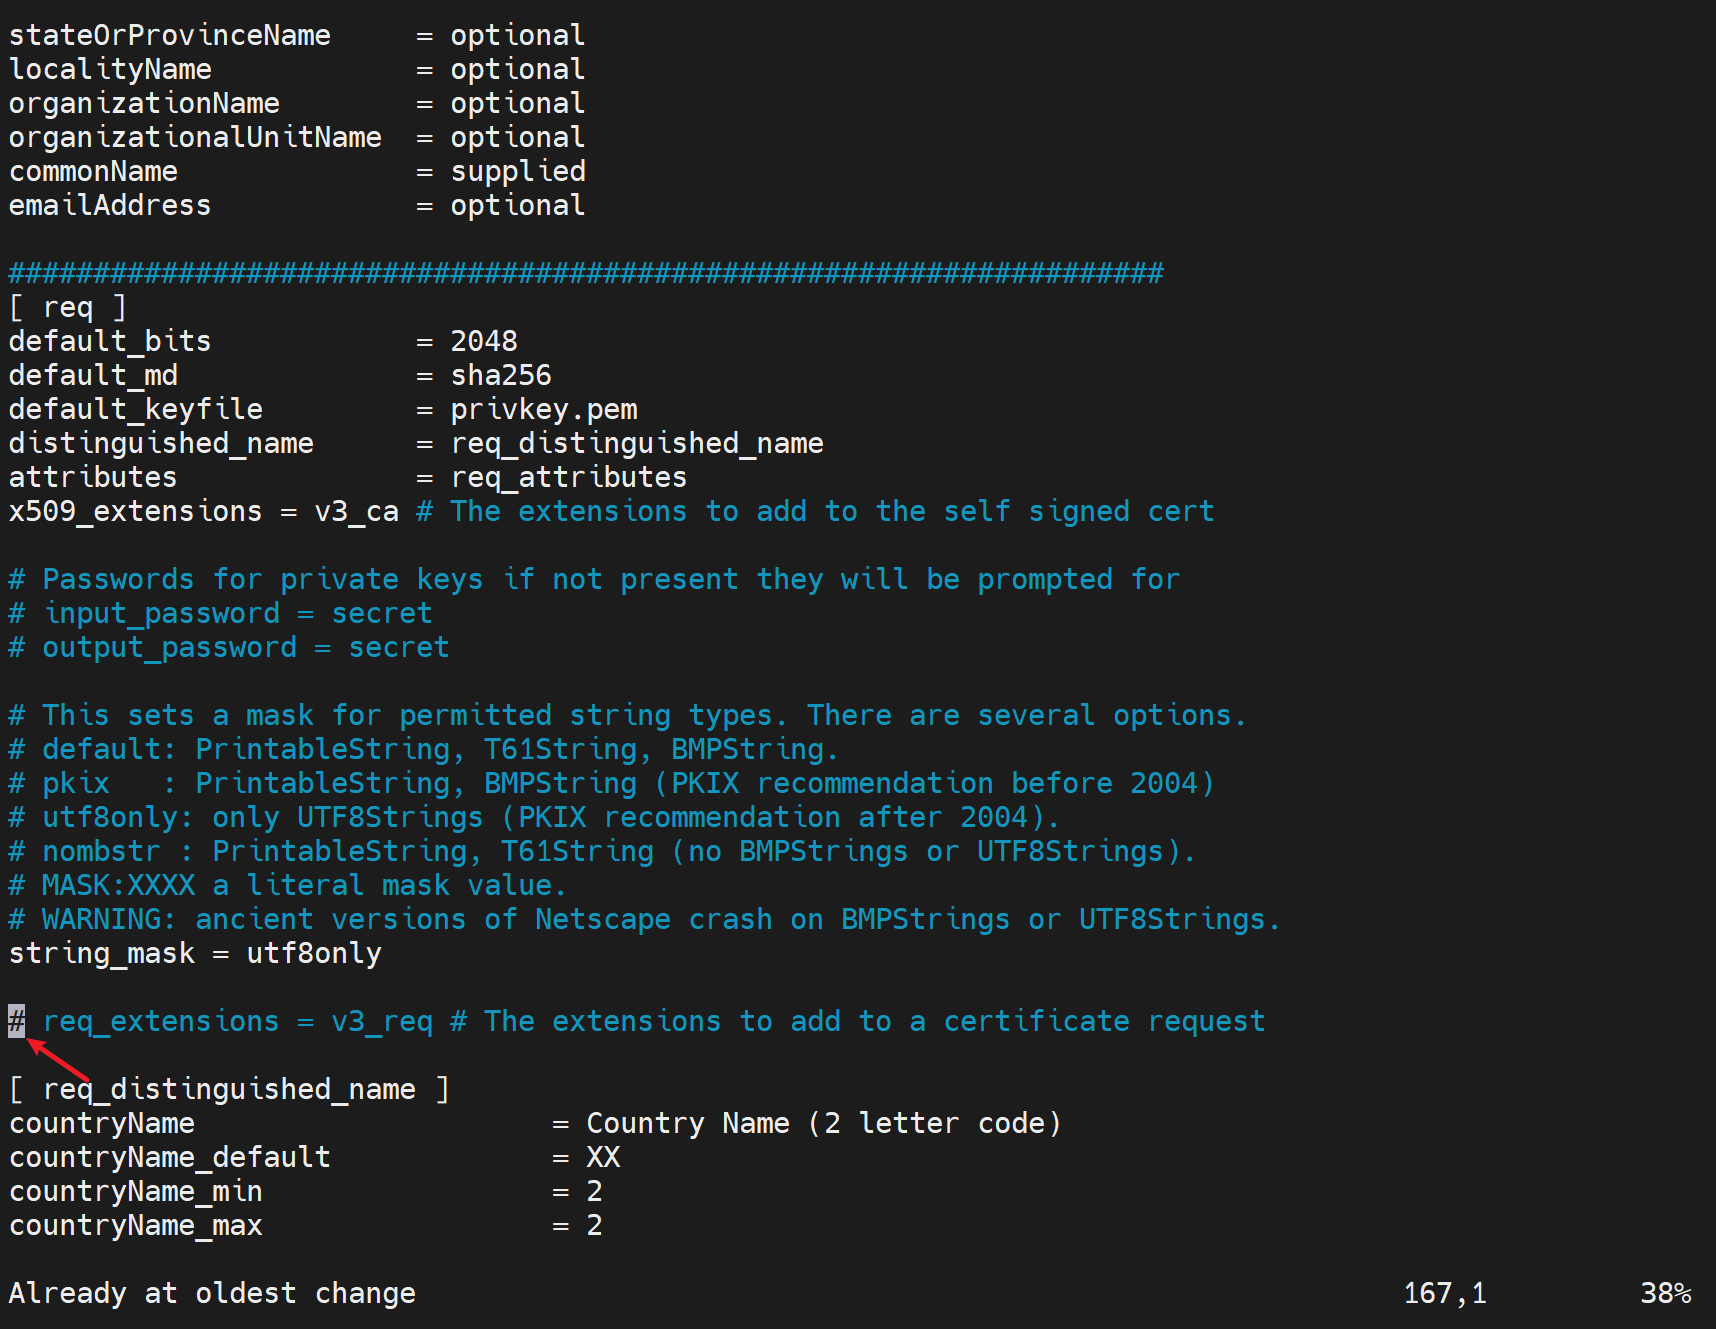 stateOrProvinceName     = optional
localityName            = optional
organizationName        = optional
organizationalUnitName  = optional
commonName              = supplied
emailAddress            = optional
####################################################################
[ req ]
default_bits            = 2048
default_md              = sha256
default_keyfile         = privkey.pem
distinguished_name      = req_distinguished_name
attributes              = req_attributes
x509_extensions = v3_ca # The extensions to add to the self signed cert
# Passwords for private keys if not present they will be prompted for
# input_password = secret
# output_password = secret
# This sets a mask for permitted string types. There are several options.
# default: PrintableString, T61String, BMPString.
# pkix   : PrintableString, BMPString (PKIX recommendation before 2004)
# utf8only: only UTF8Strings (PKIX recommendation after 2004).
# nombstr : PrintableString, T61String (no BMPStrings or UTF8Strings).
# MASK:XXXX a literal mask value.
# WARNING: ancient versions of Netscape crash on BMPStrings or UTF8Strings.
string_mask = utf8only
# req_extensions = v3_req # The extensions to add to a certificate request
[ req_distinguished_name ]
countryName                     = Country Name (2 letter code)
countryName_default             = XX
countryName_min                 = 2
countryName_max                 = 2
Already at oldest change                                                          167,1         38%